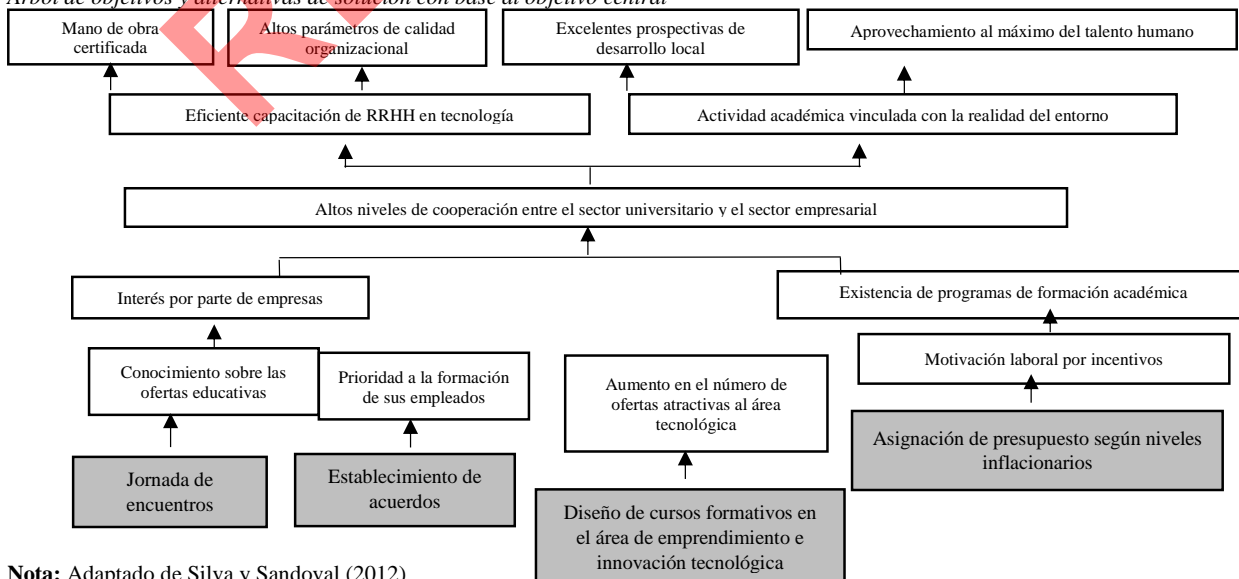 Árbol de objetivos y alternativas de solución con base al objetivo central
Mano de obra
certificada
Altos parámetros de calidad
organizacional
Excelentes prospectivas de
desarrollo local
Aprovechamiento al máximo del talento humano
Eficiente capacitación de RRHH en tecnología
Actividad académica vinculada con la realidad del entorno
Altos niveles de cooperación entre el sector universitario y el sector empresarial
Interés por parte de empresas
Existencia de programas de formación académica
Conocimiento sobre las
ofertas educativas
Prioridad a la formación
de sus empleados
Aumento en el número de
ofertas atractivas al área
tecnológica
Motivación laboral por incentivos
Jornada de
encuentros
Establecimiento de
acuerdos
Diseño de cursos formativos en
el área de emprendimiento e
innovación tecnológica
Asignación de presupuesto según niveles
inflacionarios
Nota: Adaptado de Silva y Sandoval (2012)